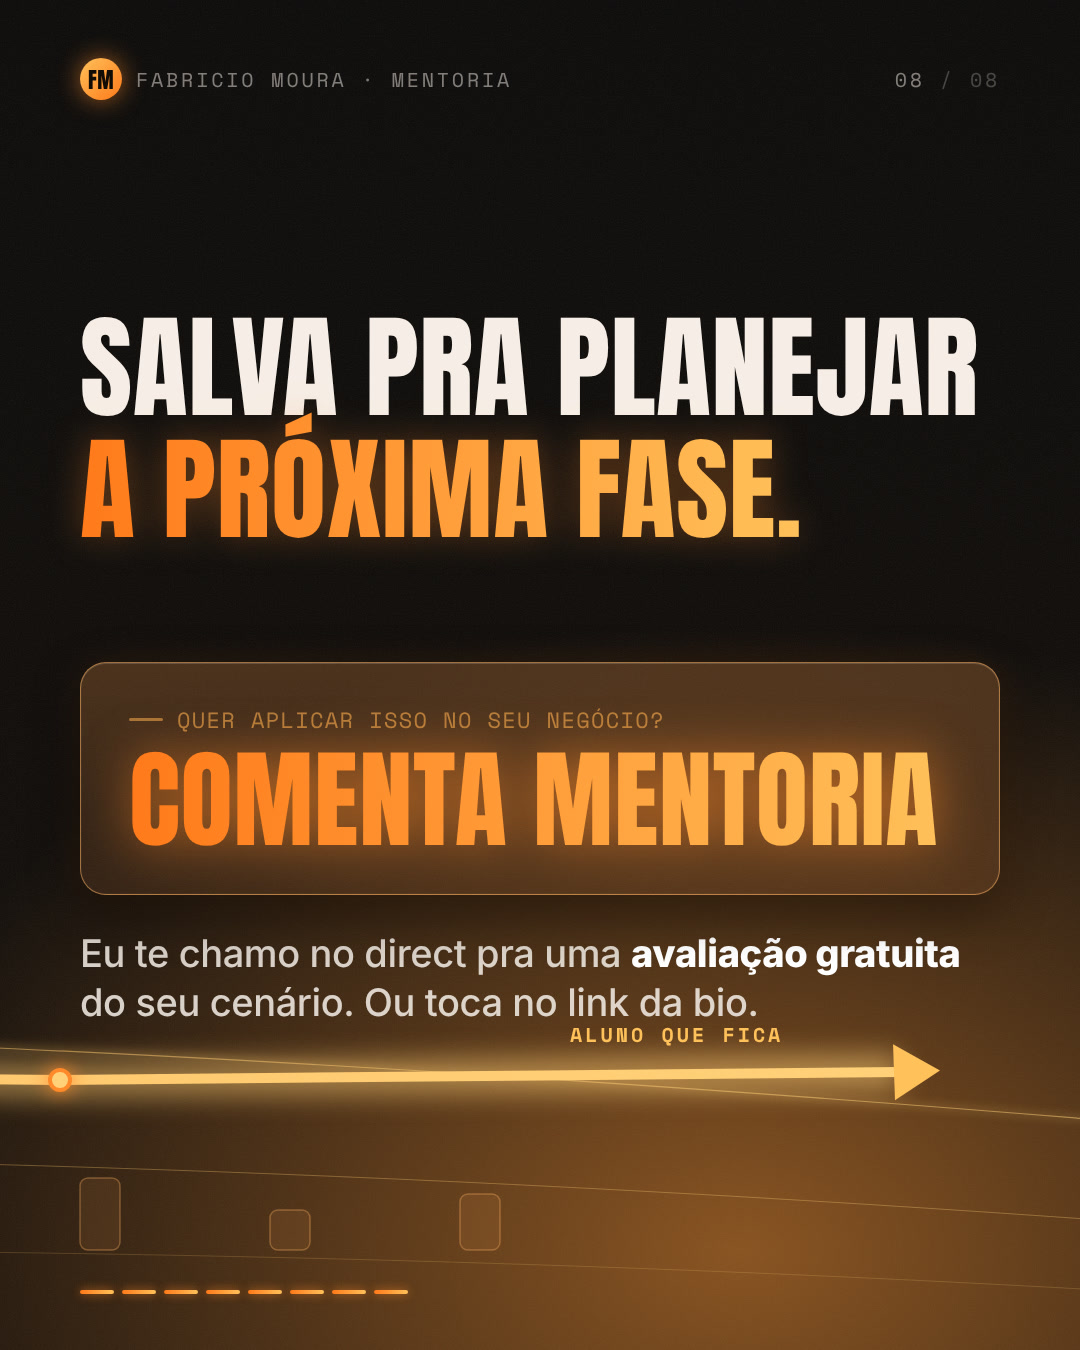 FM FABRICIO MOURA · MENTORIA
08 / 08
SALVA PRA PLANEJAR
A PRÓXIMA FASE.
— QUER APLICAR ISSO NO SEU NEGÓCIO?
COMENTA MENTORIA
Eu te chamo no direct pra uma avaliação gratuita
do seu cenário. Ou toca no link da bio.
ALUNO QUE FICA